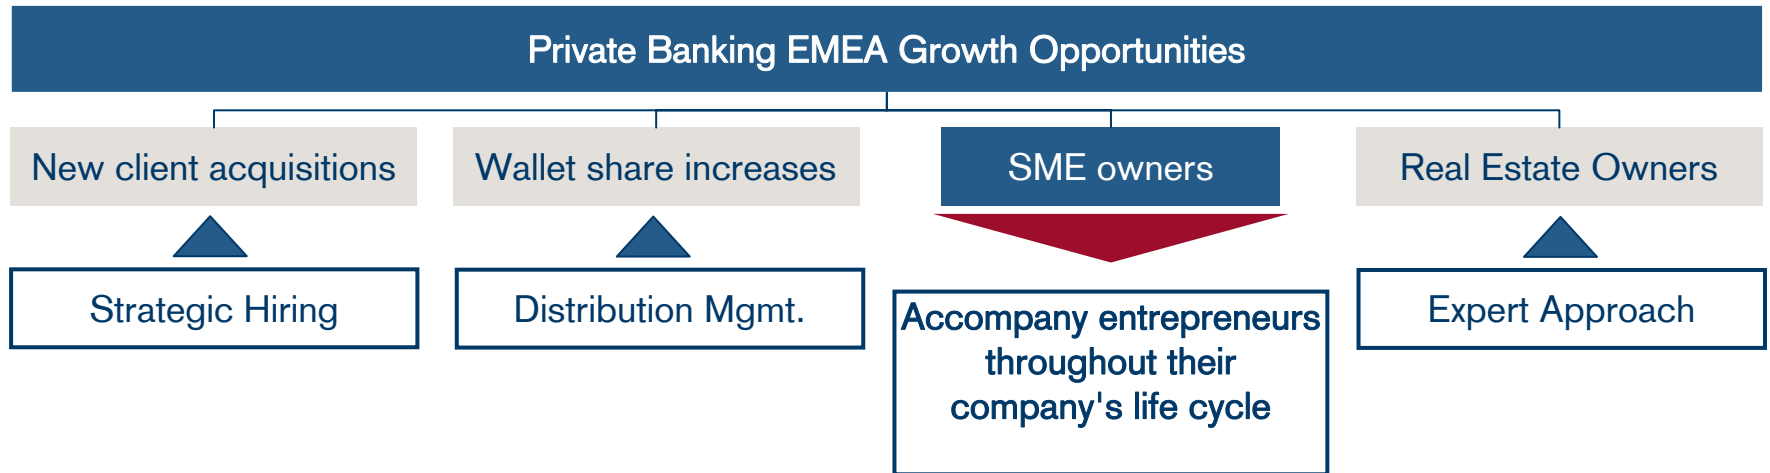 Private Banking EMEA Growth Opportunities
New client acquisitions
Wallet share increases
SME owners
Real Estate Owners
Strategic Hiring
Distribution Mgmt.
Accompany entrepreneurs
throughout their
company's life cycle
Expert Approach